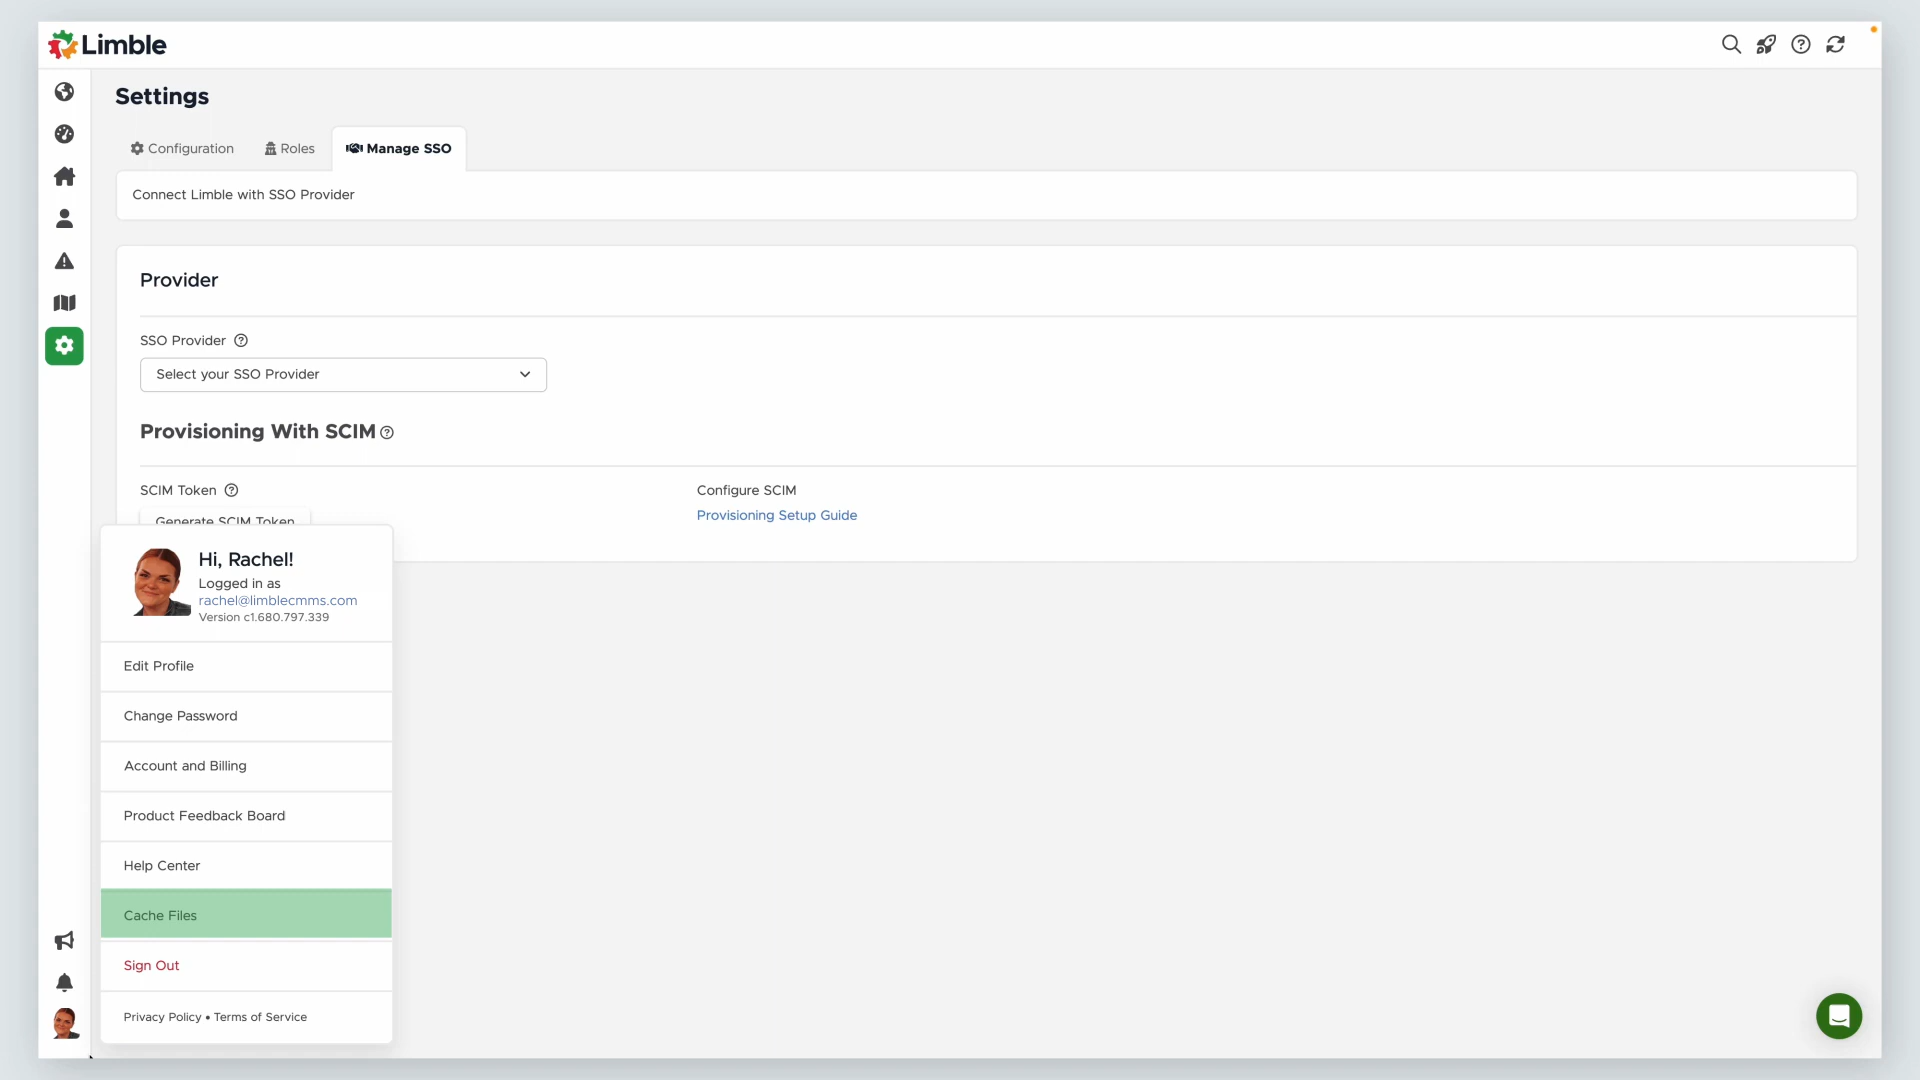 Limble
Settings
Configuration
Roles
Manage SSO
Connect Limble with SSO Provider
Provider
SSO Provider
Select your SSO Provider
Provisioning With SCIM
SCIM Token
Configure SCIM
Generate SCIM Token
Provisioning Setup Guide
Hi, Rachel!
Logged in as
rachel@limblecmms.com
Version c1.680.797.339
Edit Profile
Change Password
Account and Billing
Product Feedback Board
Help Center
Cache Files
Sign Out
Privacy Policy • Terms of Service